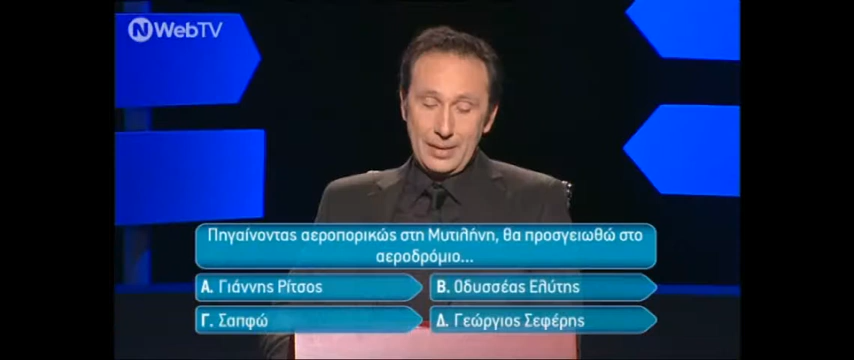 N WebTV
Πηγαίνοντας αεροπορικώς στη Μυτιλήνη, θα προσγειωθώ στο
αεροδρόμιο...
Α. Γιάννης Ρίτσος
Β. Οδυσσέας Ελύτης
Γ. Σαπφώ
Δ. Γεώργιος Σεφέρης